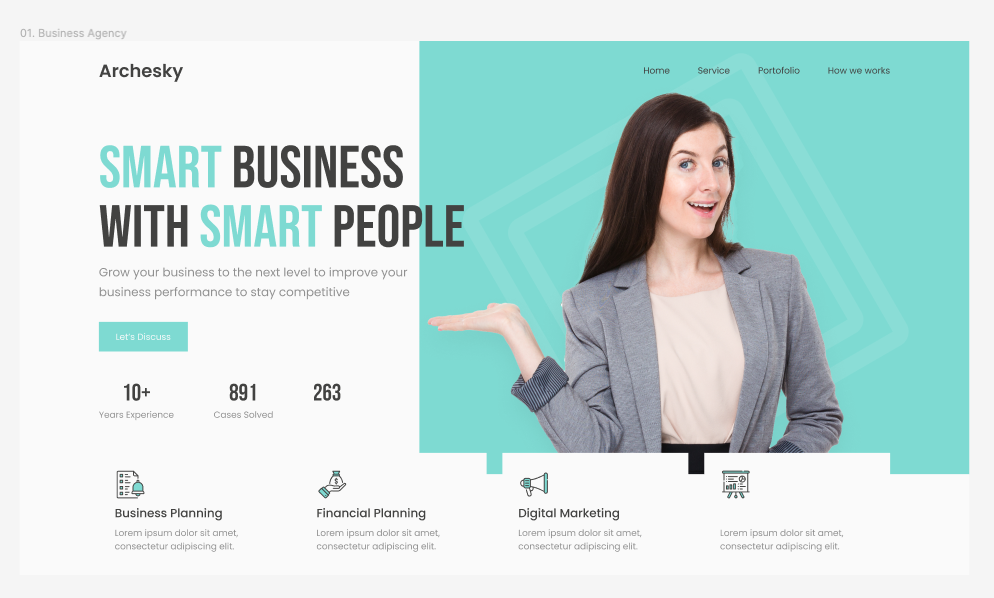 01. Business Agency
Archesky
Home Service Portofolio How we works
SMART BUSINESS
WITH SMART PEOPLE
Grow your business to the next level to improve your
business performance to stay competitive
Let's Discuss
10+ 891 263
Years Experience Cases Solved
Business Planning Financial Planning Digital Marketing
Lorem ipsum dolor sit amet, Lorem ipsum dolor sit amet, Lorem ipsum dolor sit amet, Lorem ipsum dolor sit amet,
consectetur adipiscing elit. consectetur adipiscing elit. consectetur adipiscing elit. consectetur adipiscing elit.